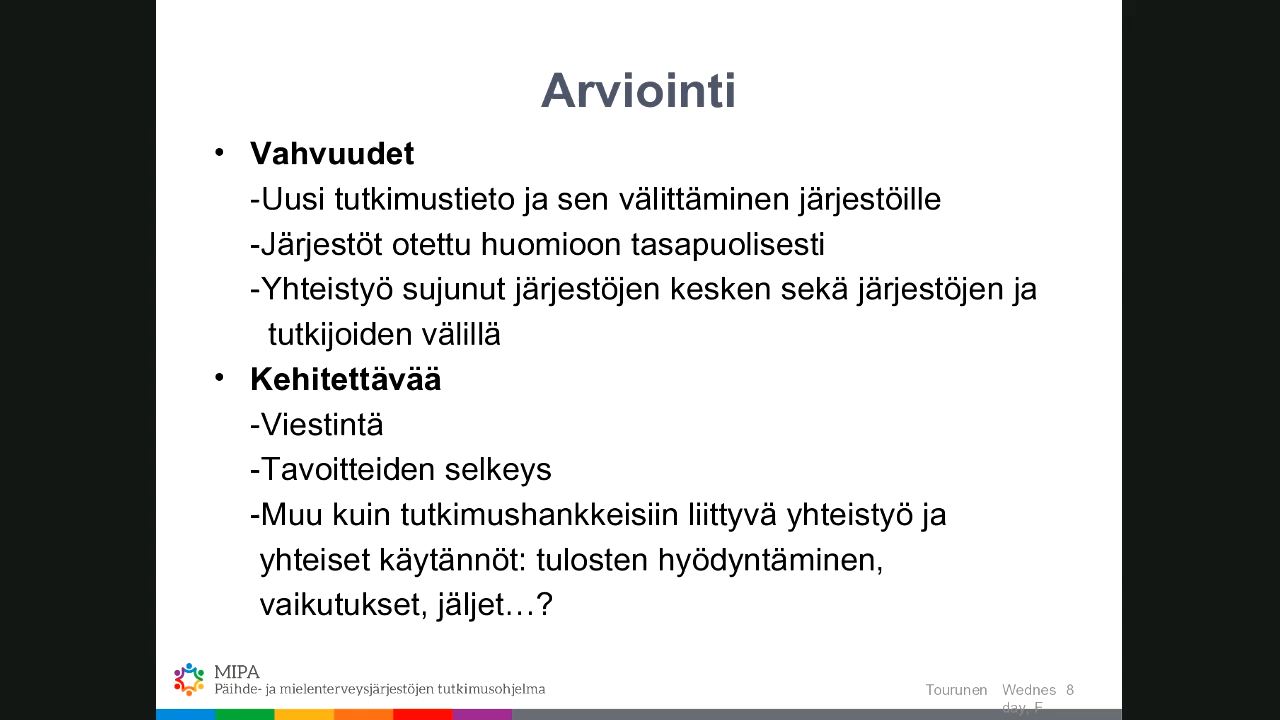 Arviointi
• Vahvuudet
-Uusi tutkimustieto ja sen välittäminen järjestöille
-Järjestöt otettu huomioon tasapuolisesti
-Yhteistyö sujunut järjestöjen kesken sekä järjestöjen ja
tutkijoiden välillä
• Kehitettävää
-Viestintä
-Tavoitteiden selkeys
-Muu kuin tutkimushankkeisiin liittyvä yhteistyö ja
yhteiset käytännöt: tulosten hyödyntäminen,
vaikutukset, jäljet…?
MIPA
Päihde- ja mielenterveysjärjestöjen tutkimusohjelma
Tourunen Wednes 8
day, F